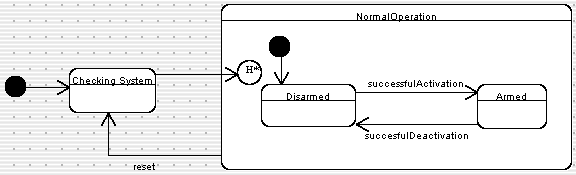 NormalOperation
Checking System
H*
successfulActivation
Disarmed
Armed
succesfulDeactivation
reset